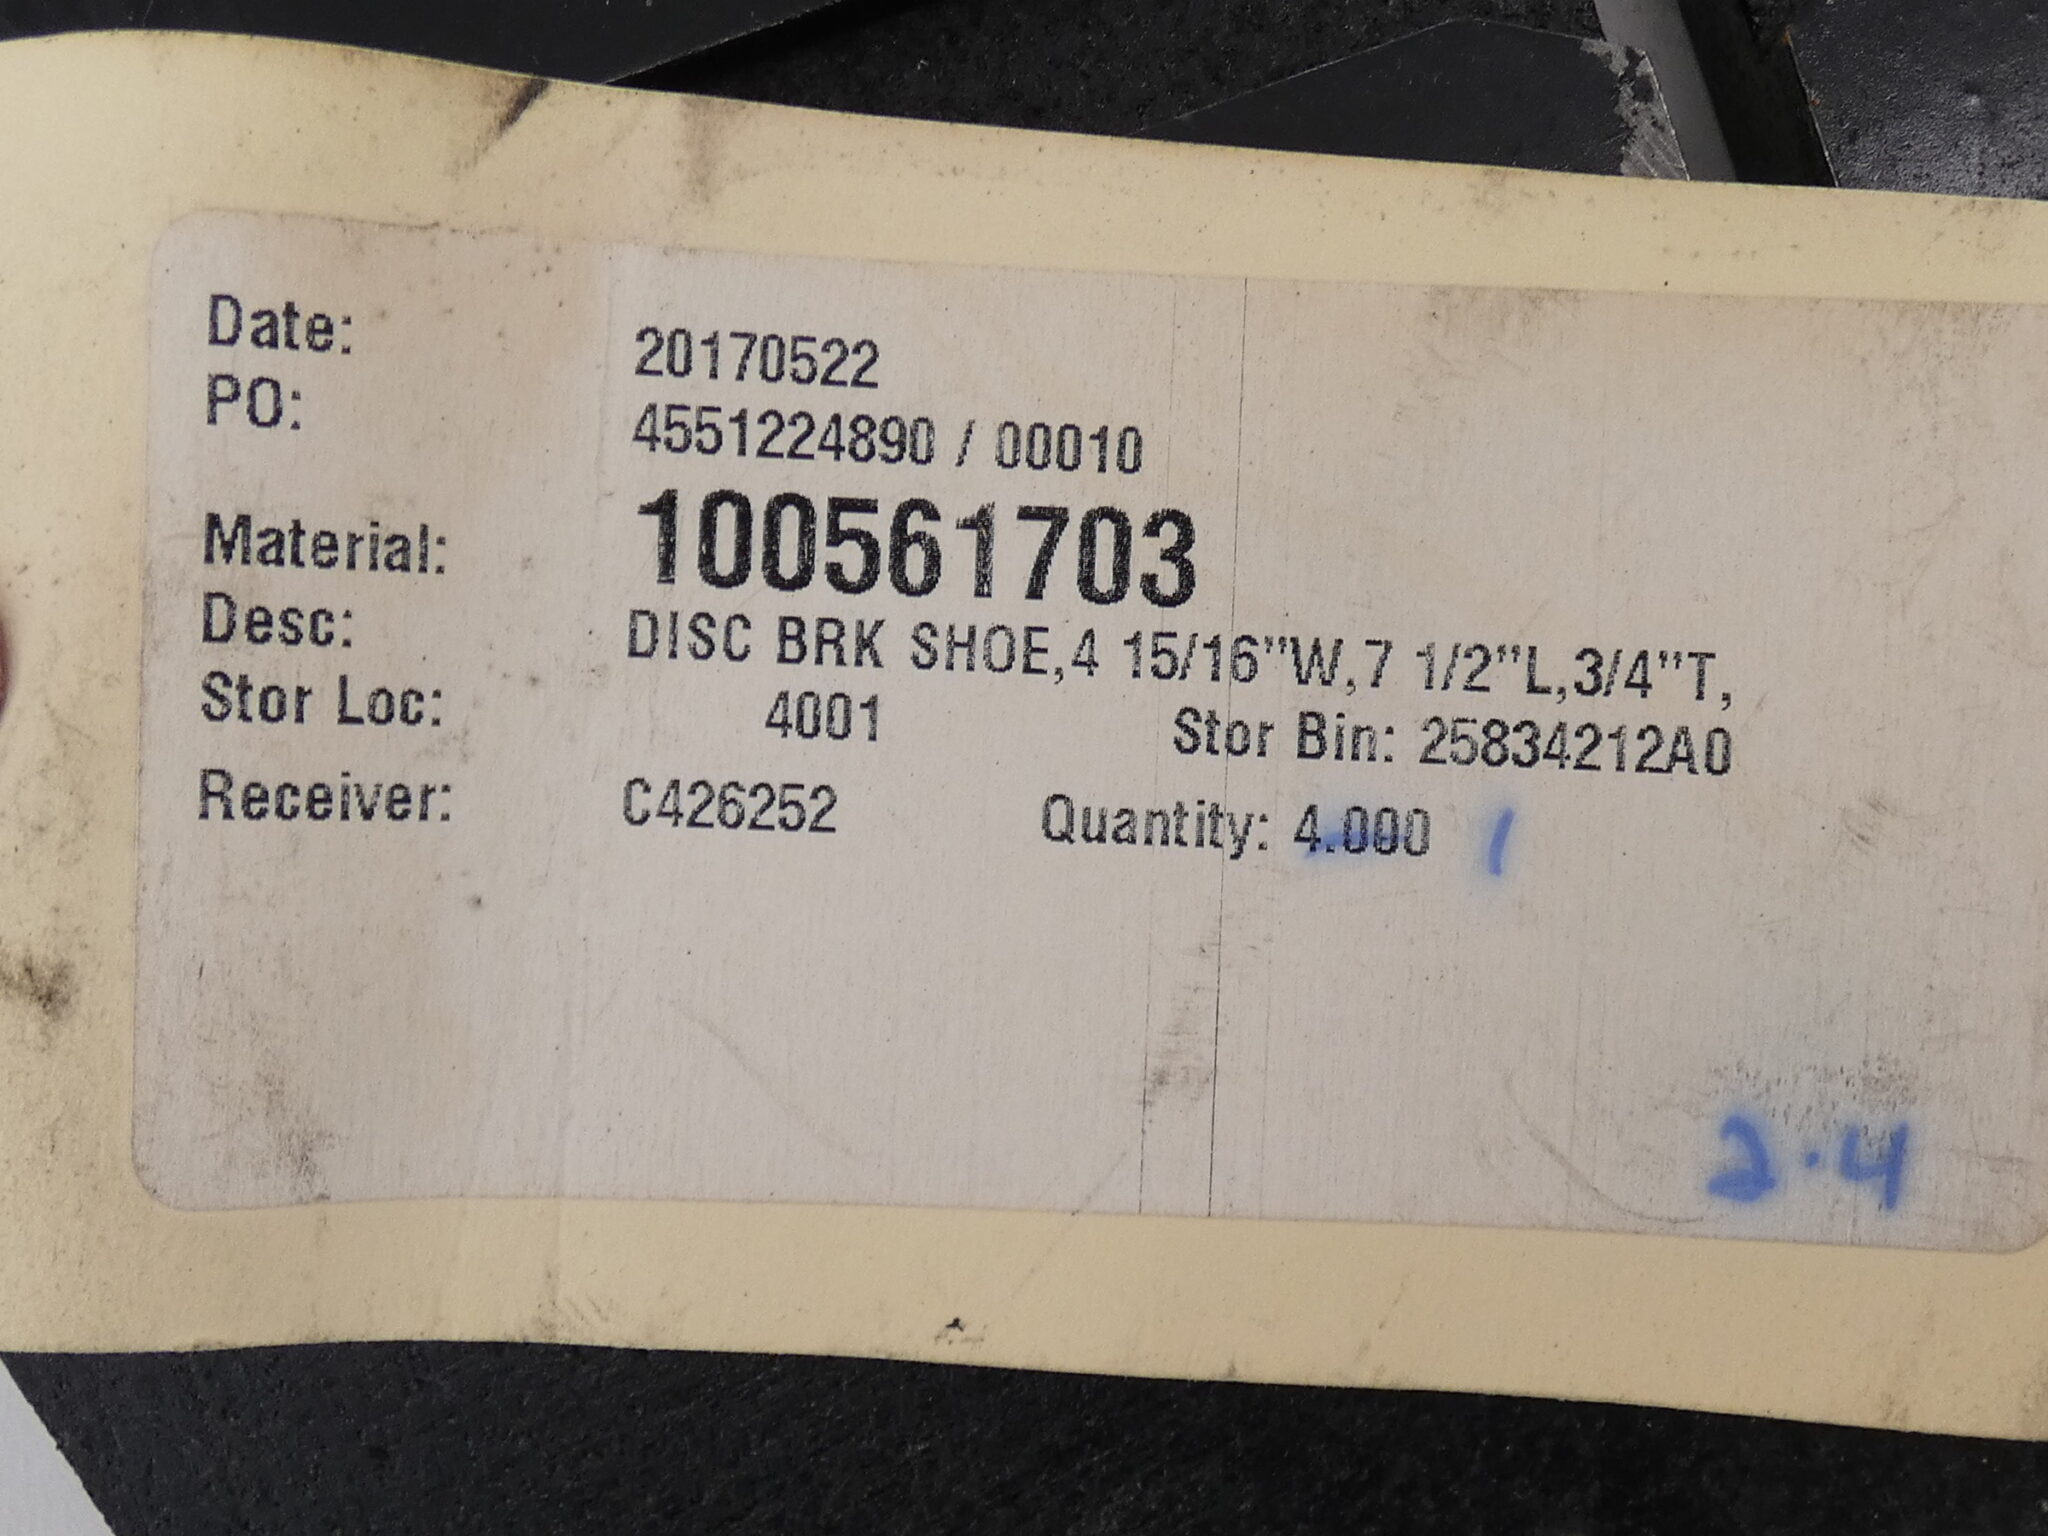 Date: 20170522
PO: 4551224890 / 00010
Material: 100561703
Desc: DISC BRK SHOE,4 15/16"W,7 1/2"L,3/4"T,
Stor Loc: 4001 Stor Bin: 25834212A0
Receiver: C426252 Quantity: 4.000 1
2.4